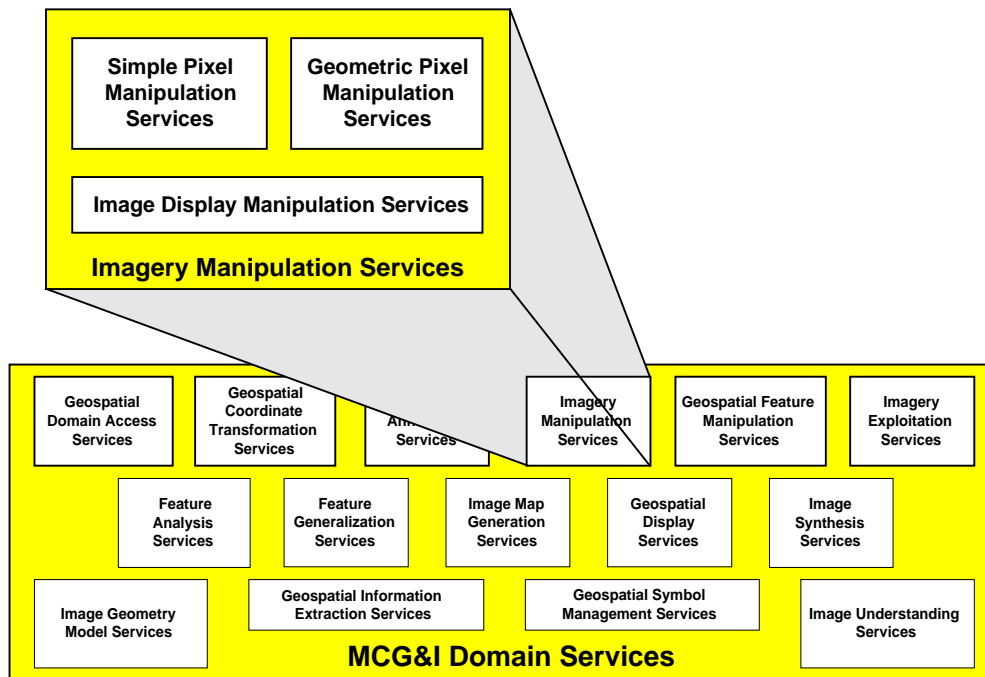 Simple Pixel
Manipulation
Services
Geometric Pixel
Manipulation
Services
Image Display Manipulation Services
Imagery Manipulation Services
Geospatial
Domain Access
Services
Geospatial
Coordinate
Transformation
Services
Services
Imagery
Manipulation
Services
Geospatial Feature
Manipulation
Services
Imagery
Exploitation
Services
Feature
Analysis
Services
Feature
Generalization
Services
Image Map
Generation
Services
Geospatial
Display
Services
Image
Synthesis
Services
Image Geometry
Model Services
Geospatial Information
Extraction Services
Geospatial Symbol
Management Services
Image Understanding
Services
MCG&I Domain Services